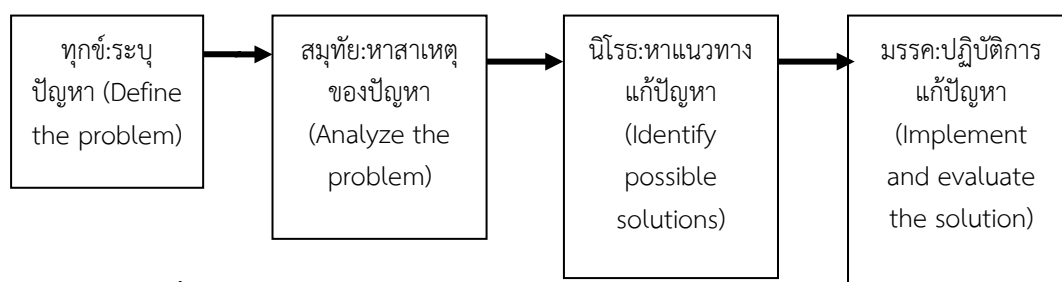 ทุกข์:ระบุ
ปัญหา (Define
the problem)
สมุทัย:หาสาเหตุ
ของปัญหา
(Analyze the
problem)
นิโรธ:หาแนวทาง
แก้ปัญหา
(Identify
possible
solutions)
มรรค:ปฏิบัติการ
แก้ปัญหา
(Implement
and evaluate
the solution)